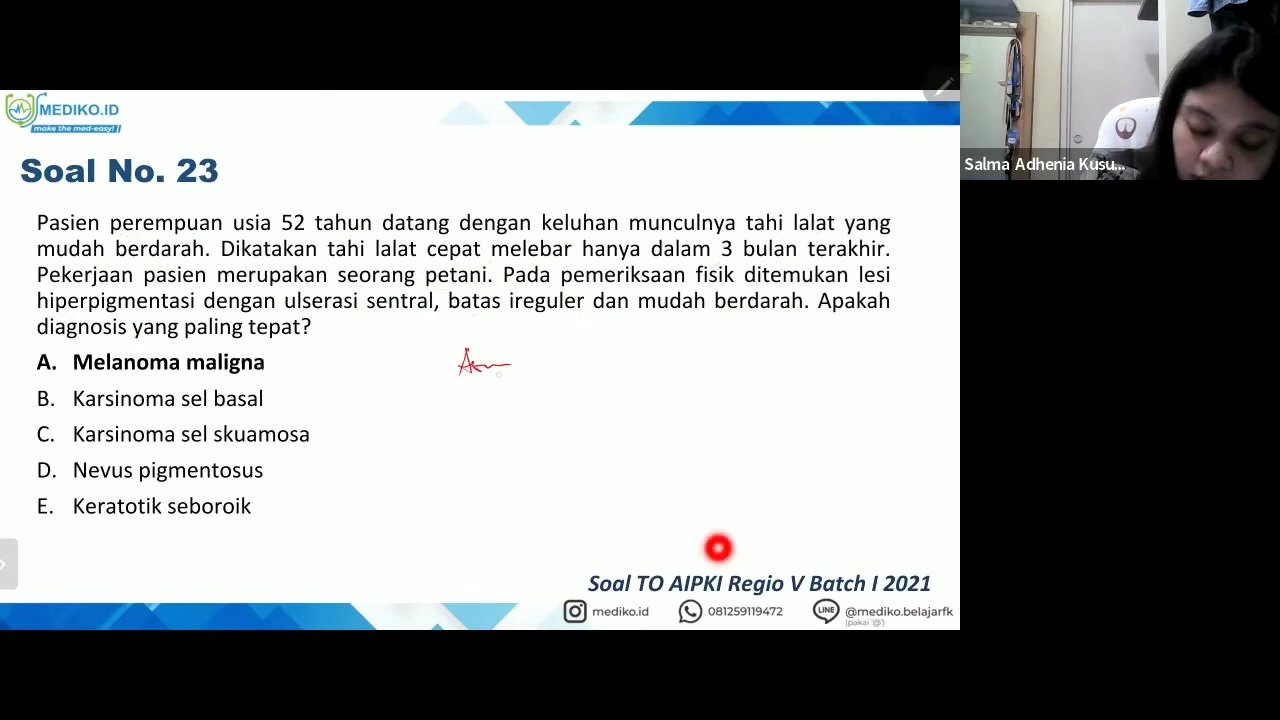 MEDIKO.ID
make the med-easy!
Salma Adhenia Kusu...
Soal No. 23
Pasien perempuan usia 52 tahun datang dengan keluhan munculnya tahi lalat yang
mudah berdarah. Dikatakan tahi lalat cepat melebar hanya dalam 3 bulan terakhir.
Pekerjaan pasien merupakan seorang petani. Pada pemeriksaan fisik ditemukan lesi
hiperpigmentasi dengan ulserasi sentral, batas ireguler dan mudah berdarah. Apakah
diagnosis yang paling tepat?
A. Melanoma maligna
B. Karsinoma sel basal
C. Karsinoma sel skuamosa
D. Nevus pigmentosus
E. Keratotik seboroik
Soal TO AIPKI Regio V Batch I 2021
mediko.id 081259119472 LINE @mediko.belajarfk
(pakai '@')